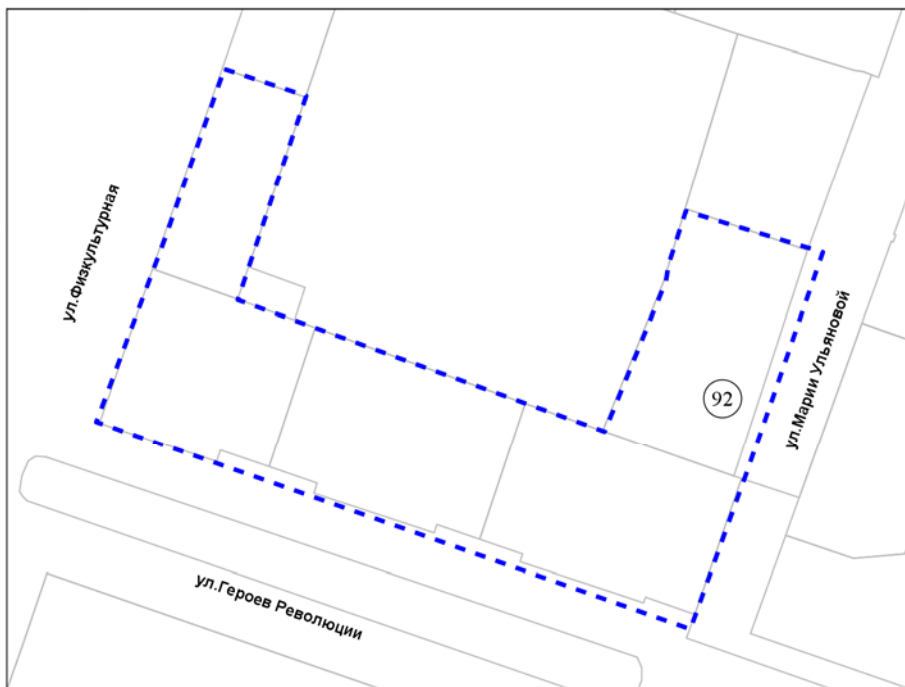 ул.Физкультурная
ул.Марии Ульяновой
92
ул.Героев Революции